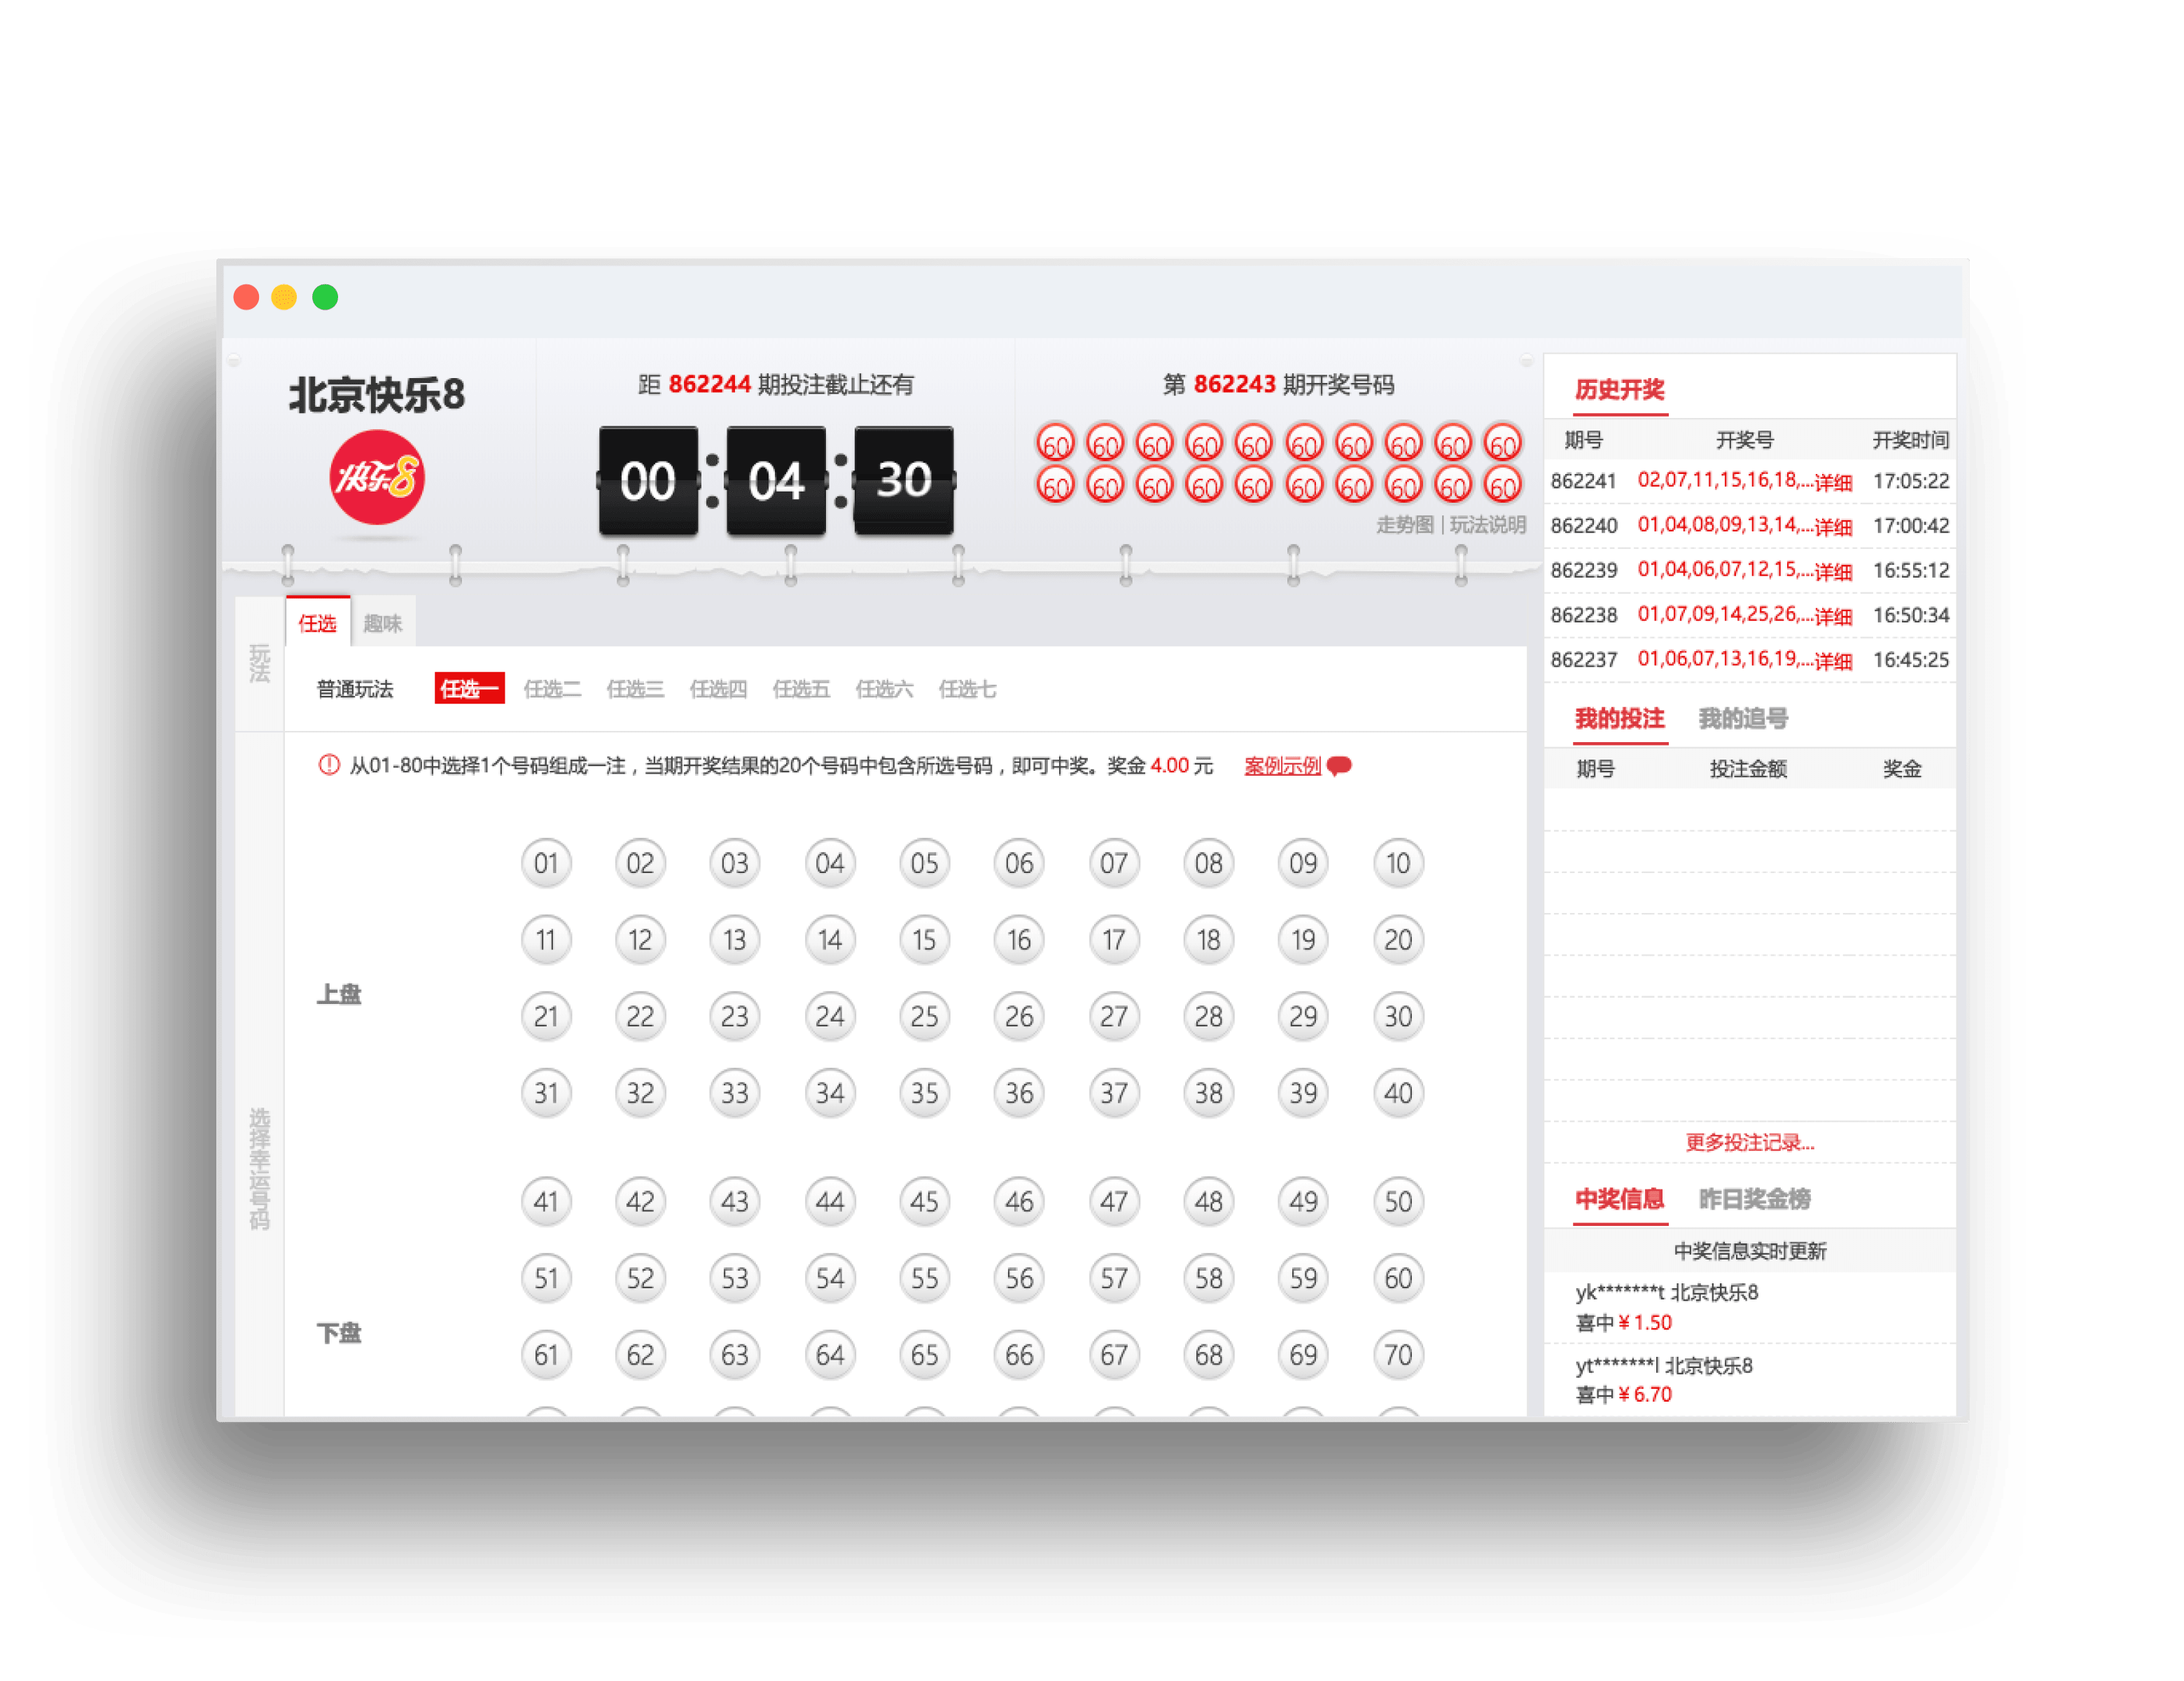 北京快乐8
快乐8
距 862244 期投注截止还有
00 : 04 : 30
第 862243 期开奖号码
60 60 60 60 60 60 60 60 60 60
60 60 60 60 60 60 60 60 60 60
走势图 | 玩法说明
玩法
任选 趣味
普通玩法 任选一 任选二 任选三 任选四 任选五 任选六 任选七
从01-80中选择1个号码组成一注，当期开奖结果的20个号码中包含所选号码，即可中奖。奖金 4.00 元 案例示例
选择幸运号码
上盘
01 02 03 04 05 06 07 08 09 10
11 12 13 14 15 16 17 18 19 20
21 22 23 24 25 26 27 28 29 30
31 32 33 34 35 36 37 38 39 40
下盘
41 42 43 44 45 46 47 48 49 50
51 52 53 54 55 56 57 58 59 60
61 62 63 64 65 66 67 68 69 70
历史开奖
期号 开奖号 开奖时间
862241 02,07,11,15,16,18,...详细 17:05:22
862240 01,04,08,09,13,14,...详细 17:00:42
862239 01,04,06,07,12,15,...详细 16:55:12
862238 01,07,09,14,25,26,...详细 16:50:34
862237 01,06,07,13,16,19,...详细 16:45:25
我的投注 我的追号
期号 投注金额 奖金
更多投注记录...
中奖信息 昨日奖金榜
中奖信息实时更新
yk*******t 北京快乐8
喜中￥1.50
yt*******l 北京快乐8
喜中￥6.70